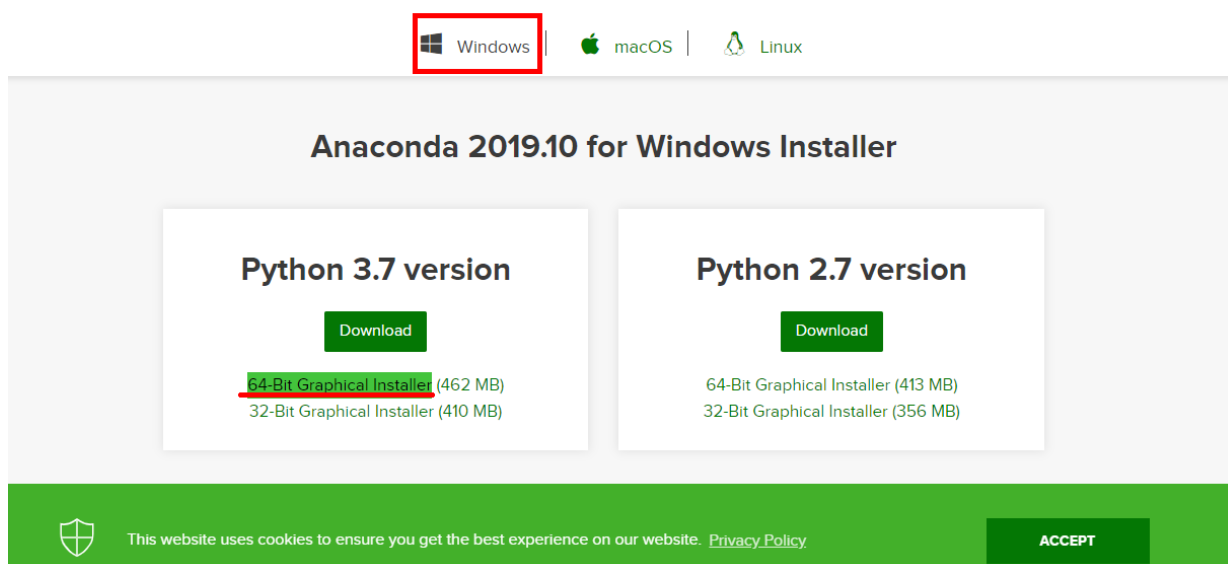 Windows | macOS | Linux
Anaconda 2019.10 for Windows Installer
Python 3.7 version
Download
64-Bit Graphical Installer (462 MB)
32-Bit Graphical Installer (410 MB)
Python 2.7 version
Download
64-Bit Graphical Installer (413 MB)
32-Bit Graphical Installer (356 MB)
This website uses cookies to ensure you get the best experience on our website. Privacy Policy
ACCEPT